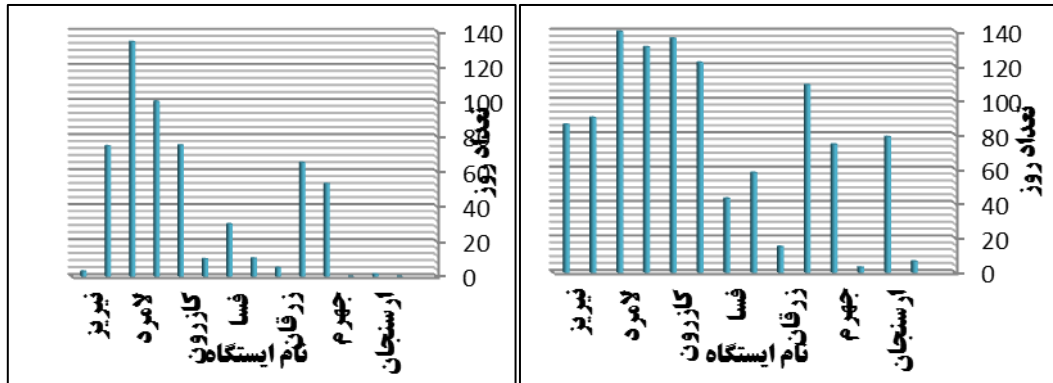 140
120
100
80
60
40
20
0
تعداد روز
ارسنجان
جهرم
زرقان
فسا
کازرون
لامرد
نیریز
نام ایستگاه
140
120
100
80
60
40
20
0
تعداد روز
ارسنجان
جهرم
زرقان
فسا
کازرون
لامرد
نیریز
نام ایستگاه